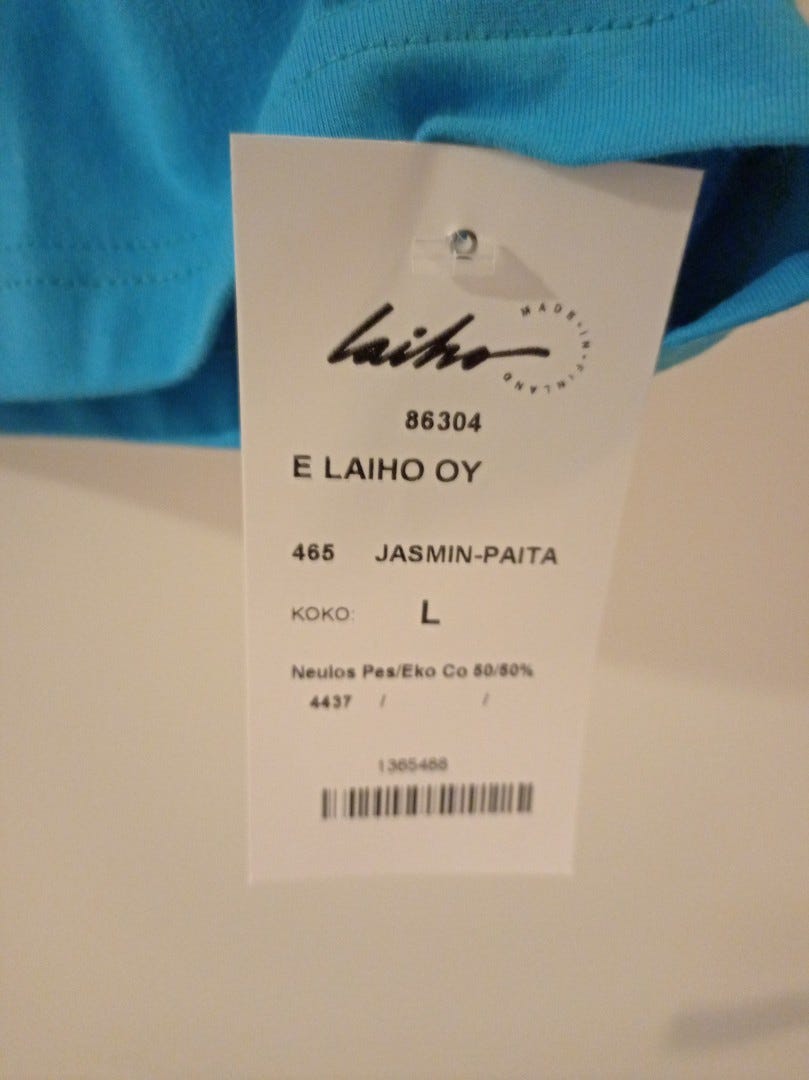 laiho
MADE·IN·FINLAND
86304
E LAIHO OY
465 JASMIN-PAITA
KOKO: L
Neulos Pes/Eko Co 50/50%
4437 / /
1365488